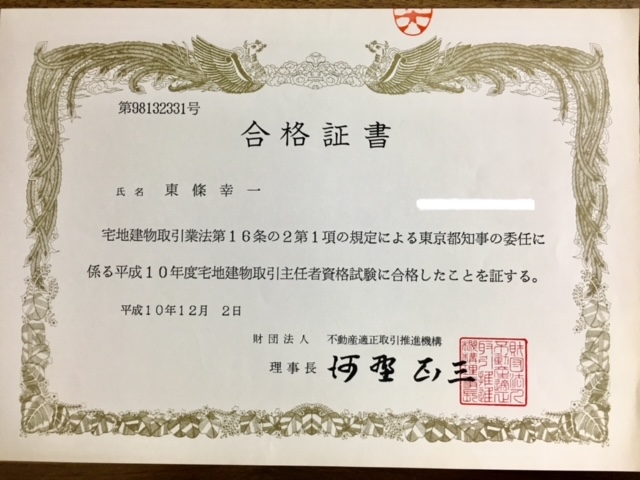 第98132331号
合格証書
氏名 東條幸一
宅地建物取引業法第16条の2第1項の規定による東京都知事の委任に
係る平成10年度宅地建物取引主任者資格試験に合格したことを証する。
平成10年12月 2日
財団法人 不動産適正取引推進機構
理事長 河野正三